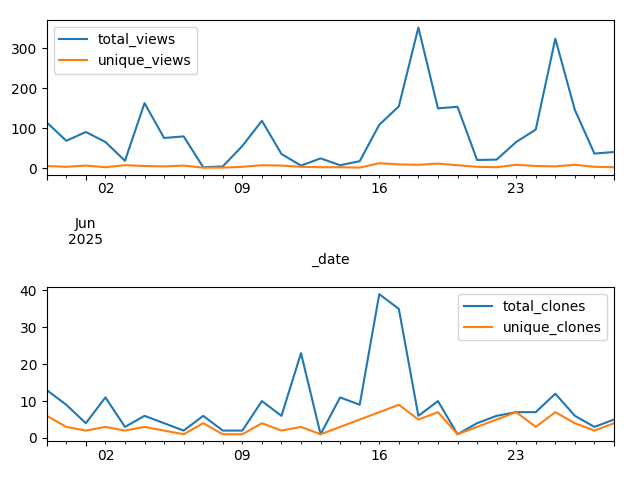 total_views
unique_views
300
200
100
0
02 09 16 23
Jun
2025
_date
total_clones
unique_clones
40
30
20
10
0
02 09 16 23